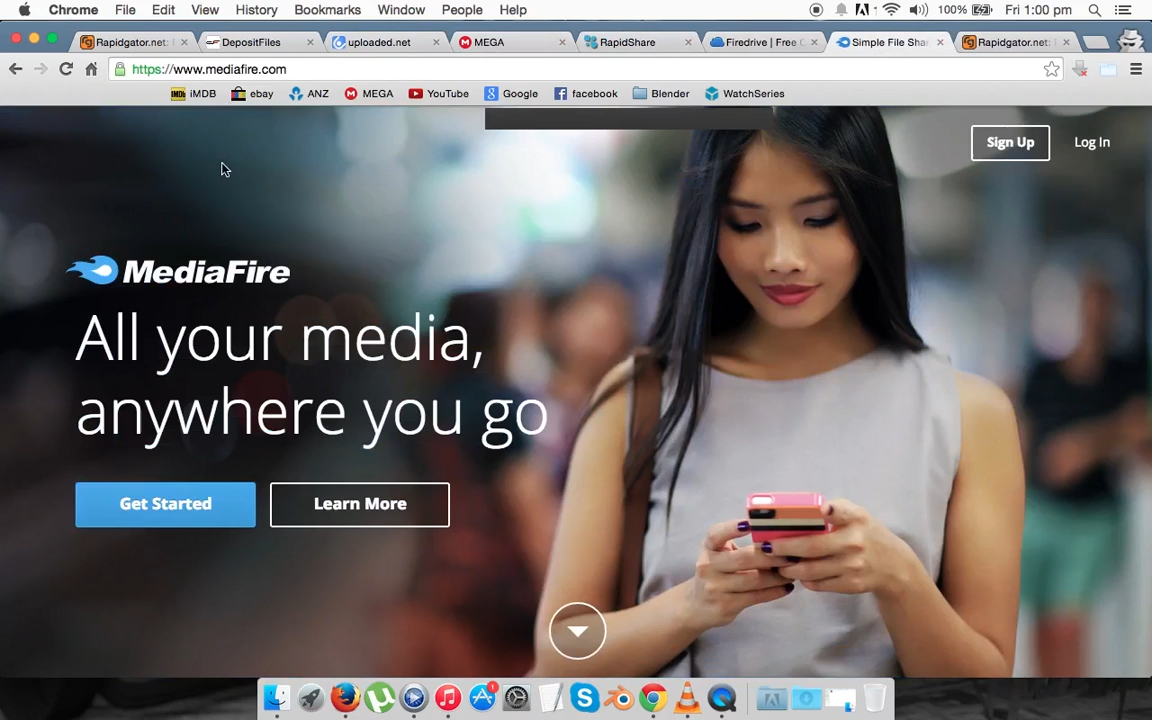 Chrome File Edit View History Bookmarks Window People Help 1 100% Fri 1:00 pm
Rapidgator.net: DepositFiles uploaded.net MEGA RapidShare Firedrive | Free C Simple File Sha Rapidgator.net:
https://www.mediafire.com
IMDb iMDB ebay ANZ MEGA YouTube Google facebook Blender WatchSeries
Sign Up Log In
MediaFire
All your media,
anywhere you go
Get Started Learn More